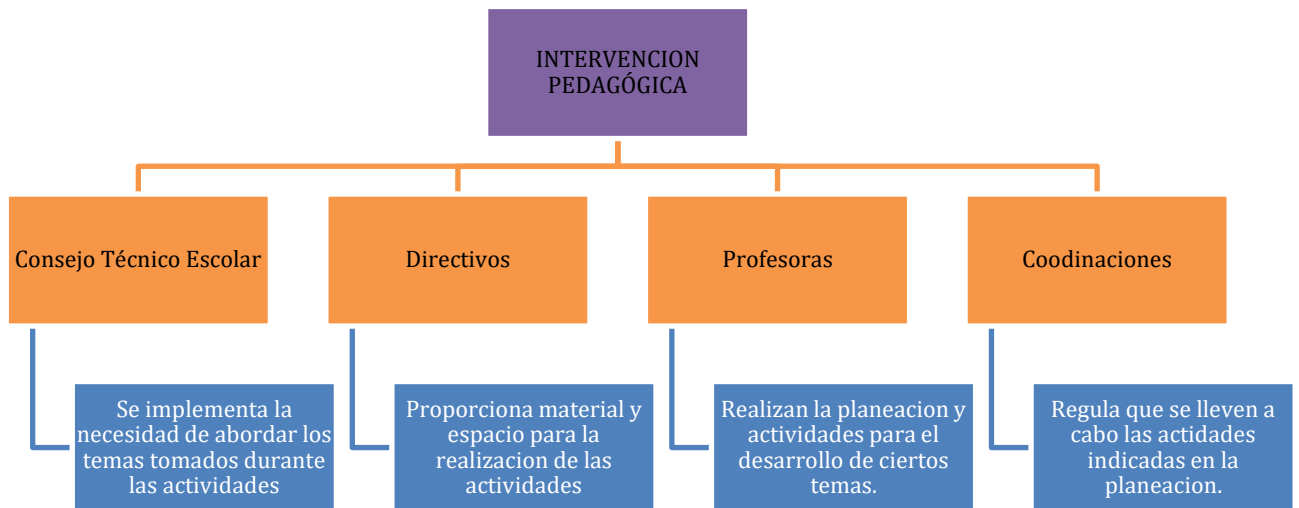 INTERVENCION
PEDAGÓGICA
Consejo Técnico Escolar
Directivos
Profesoras
Coodinaciones
Se implementa la
necesidad de abordar los
temas tomados durante
las actividades
Proporciona material y
espacio para la
realizacion de las
actividades
Realizan la planeacion y
actividades para el
desarrollo de ciertos
temas.
Regula que se lleven a
cabo las actidades
indicadas en la
planeacion.